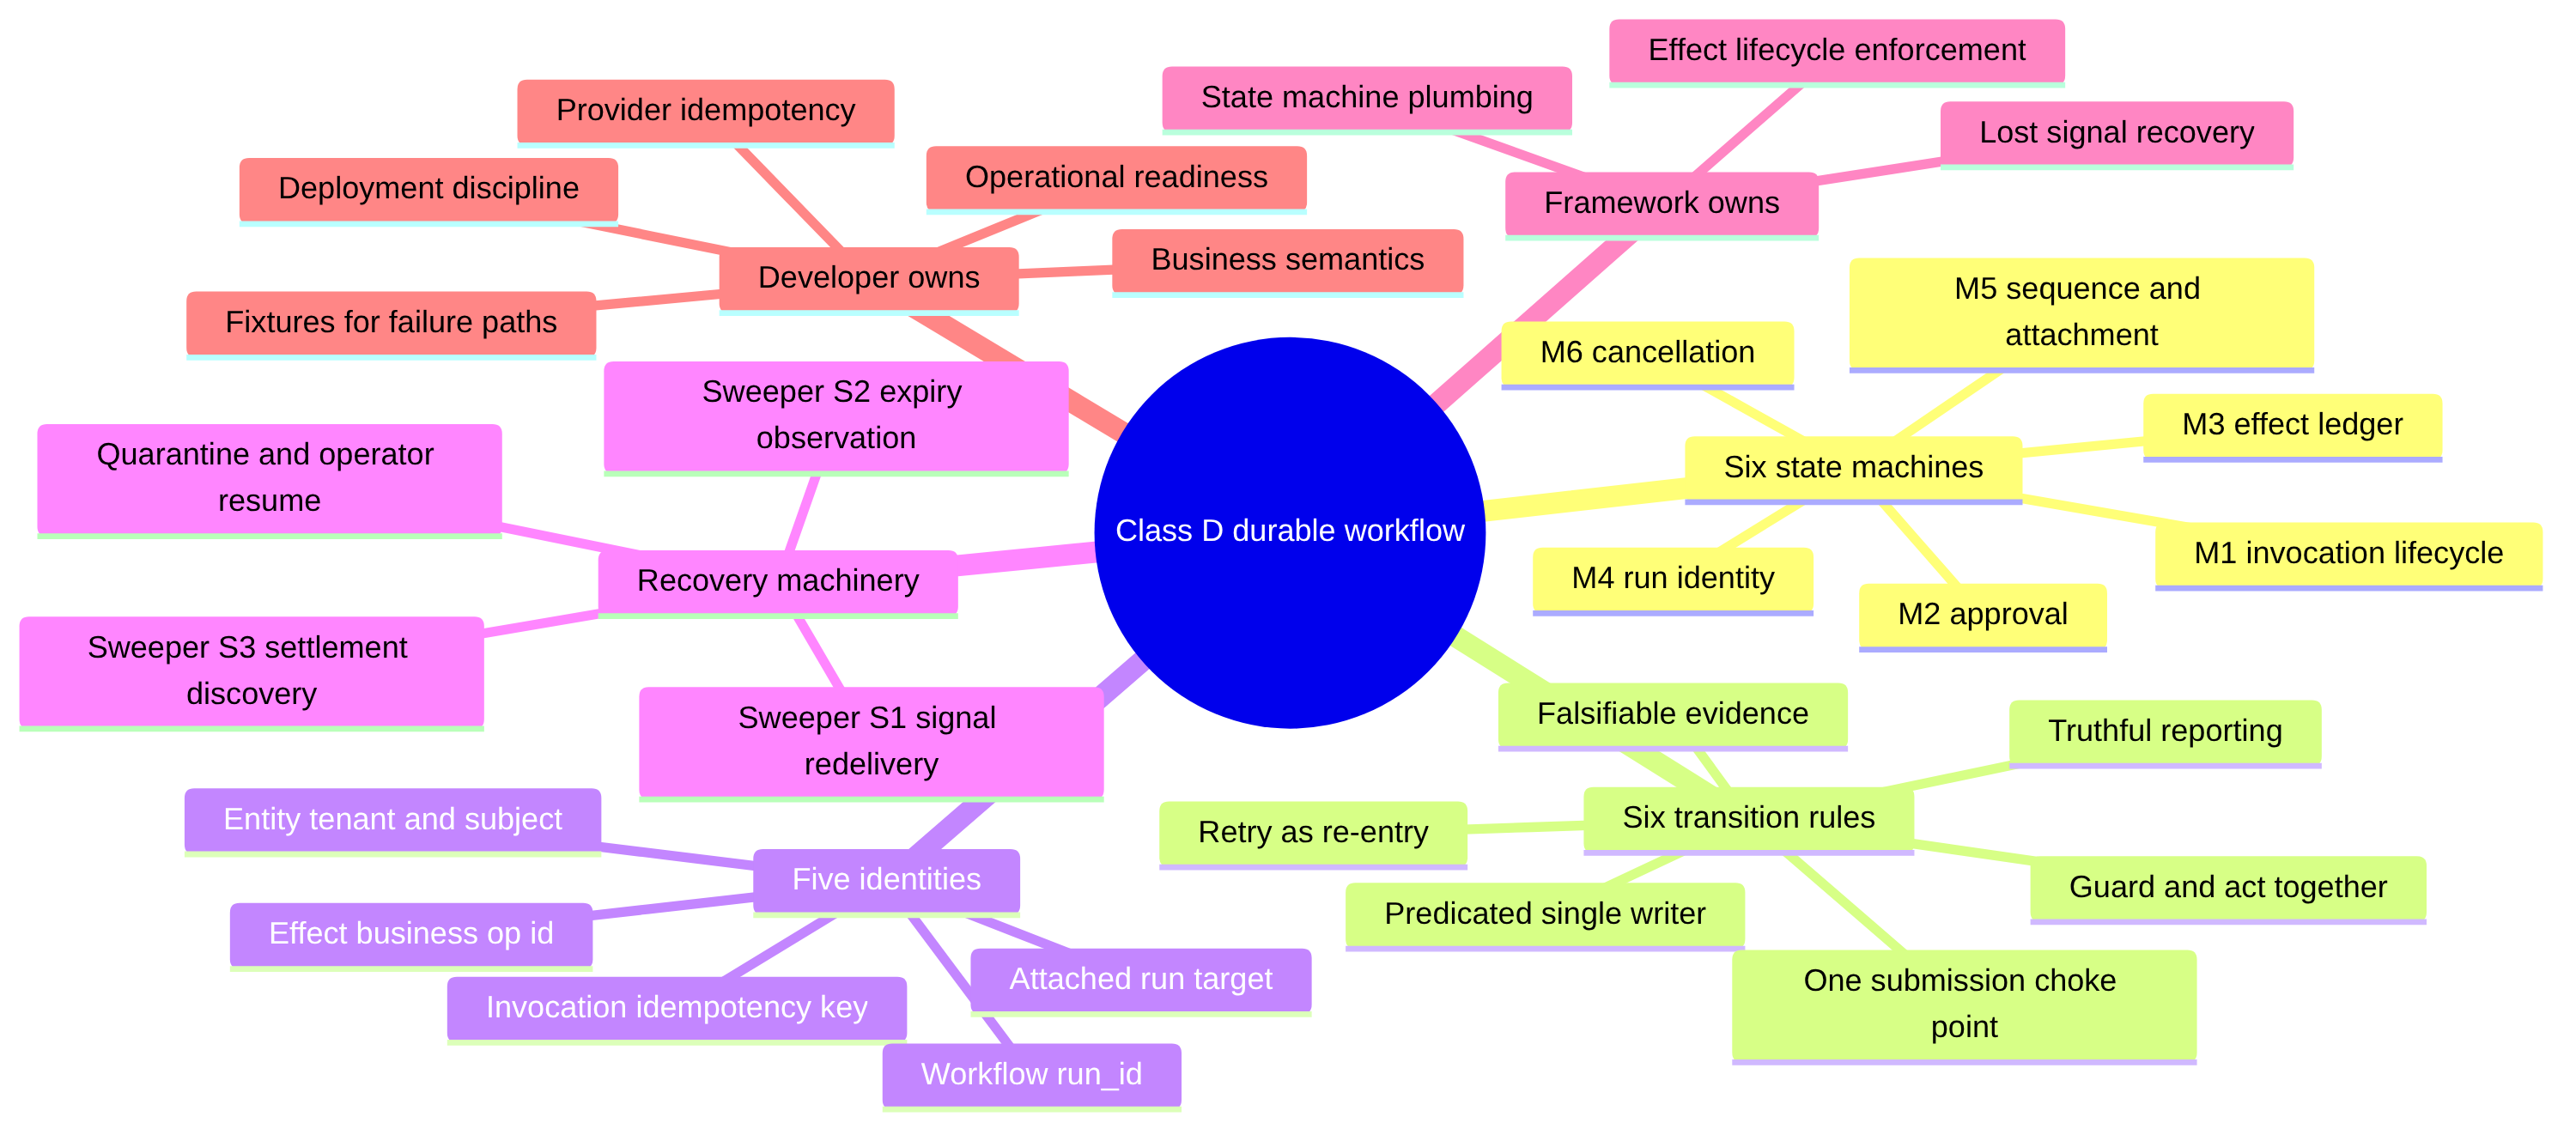 Effect lifecycle enforcement
State machine plumbing
Provider idempotency
Lost signal recovery
Operational readiness
Deployment discipline
Framework owns
Business semantics
Developer owns
M5 sequence and
attachment
Fixtures for failure paths
M6 cancellation
Sweeper S2 expiry
observation
M3 effect ledger
Quarantine and operator
resume
Six state machines
Class D durable workflow
M1 invocation lifecycle
Recovery machinery
M4 run identity
M2 approval
Sweeper S3 settlement
discovery
Falsifiable evidence
Sweeper S1 signal
redelivery
Truthful reporting
Entity tenant and subject
Six transition rules
Retry as re-entry
Five identities
Guard and act together
Predicated single writer
Effect business op id
Attached run target
One submission choke
point
Invocation idempotency key
Workflow run_id